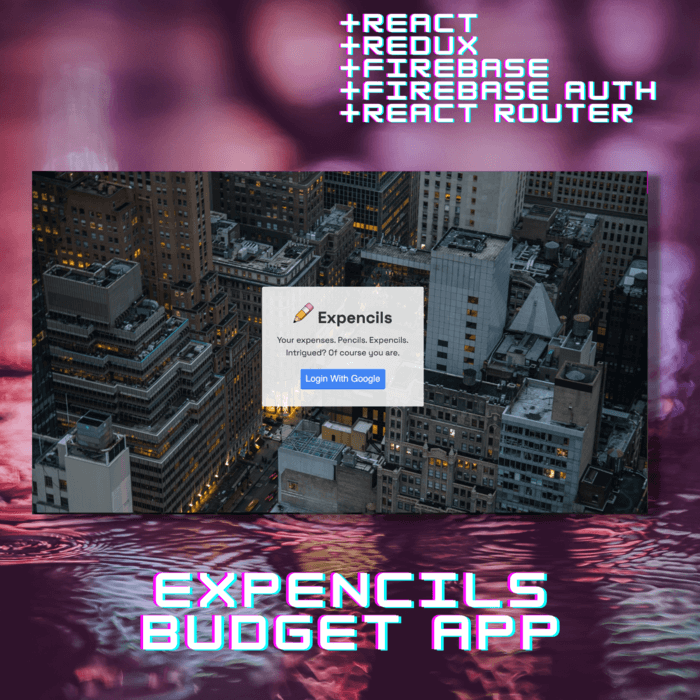 +REACT
+REDUX
+FIREBASE
+FIREBASE AUTH
+REACT ROUTER
Expencils
Your expenses. Pencils. Expencils.
Intrigued? Of course you are.
Login With Google
EXPENCILS
BUDGET APP